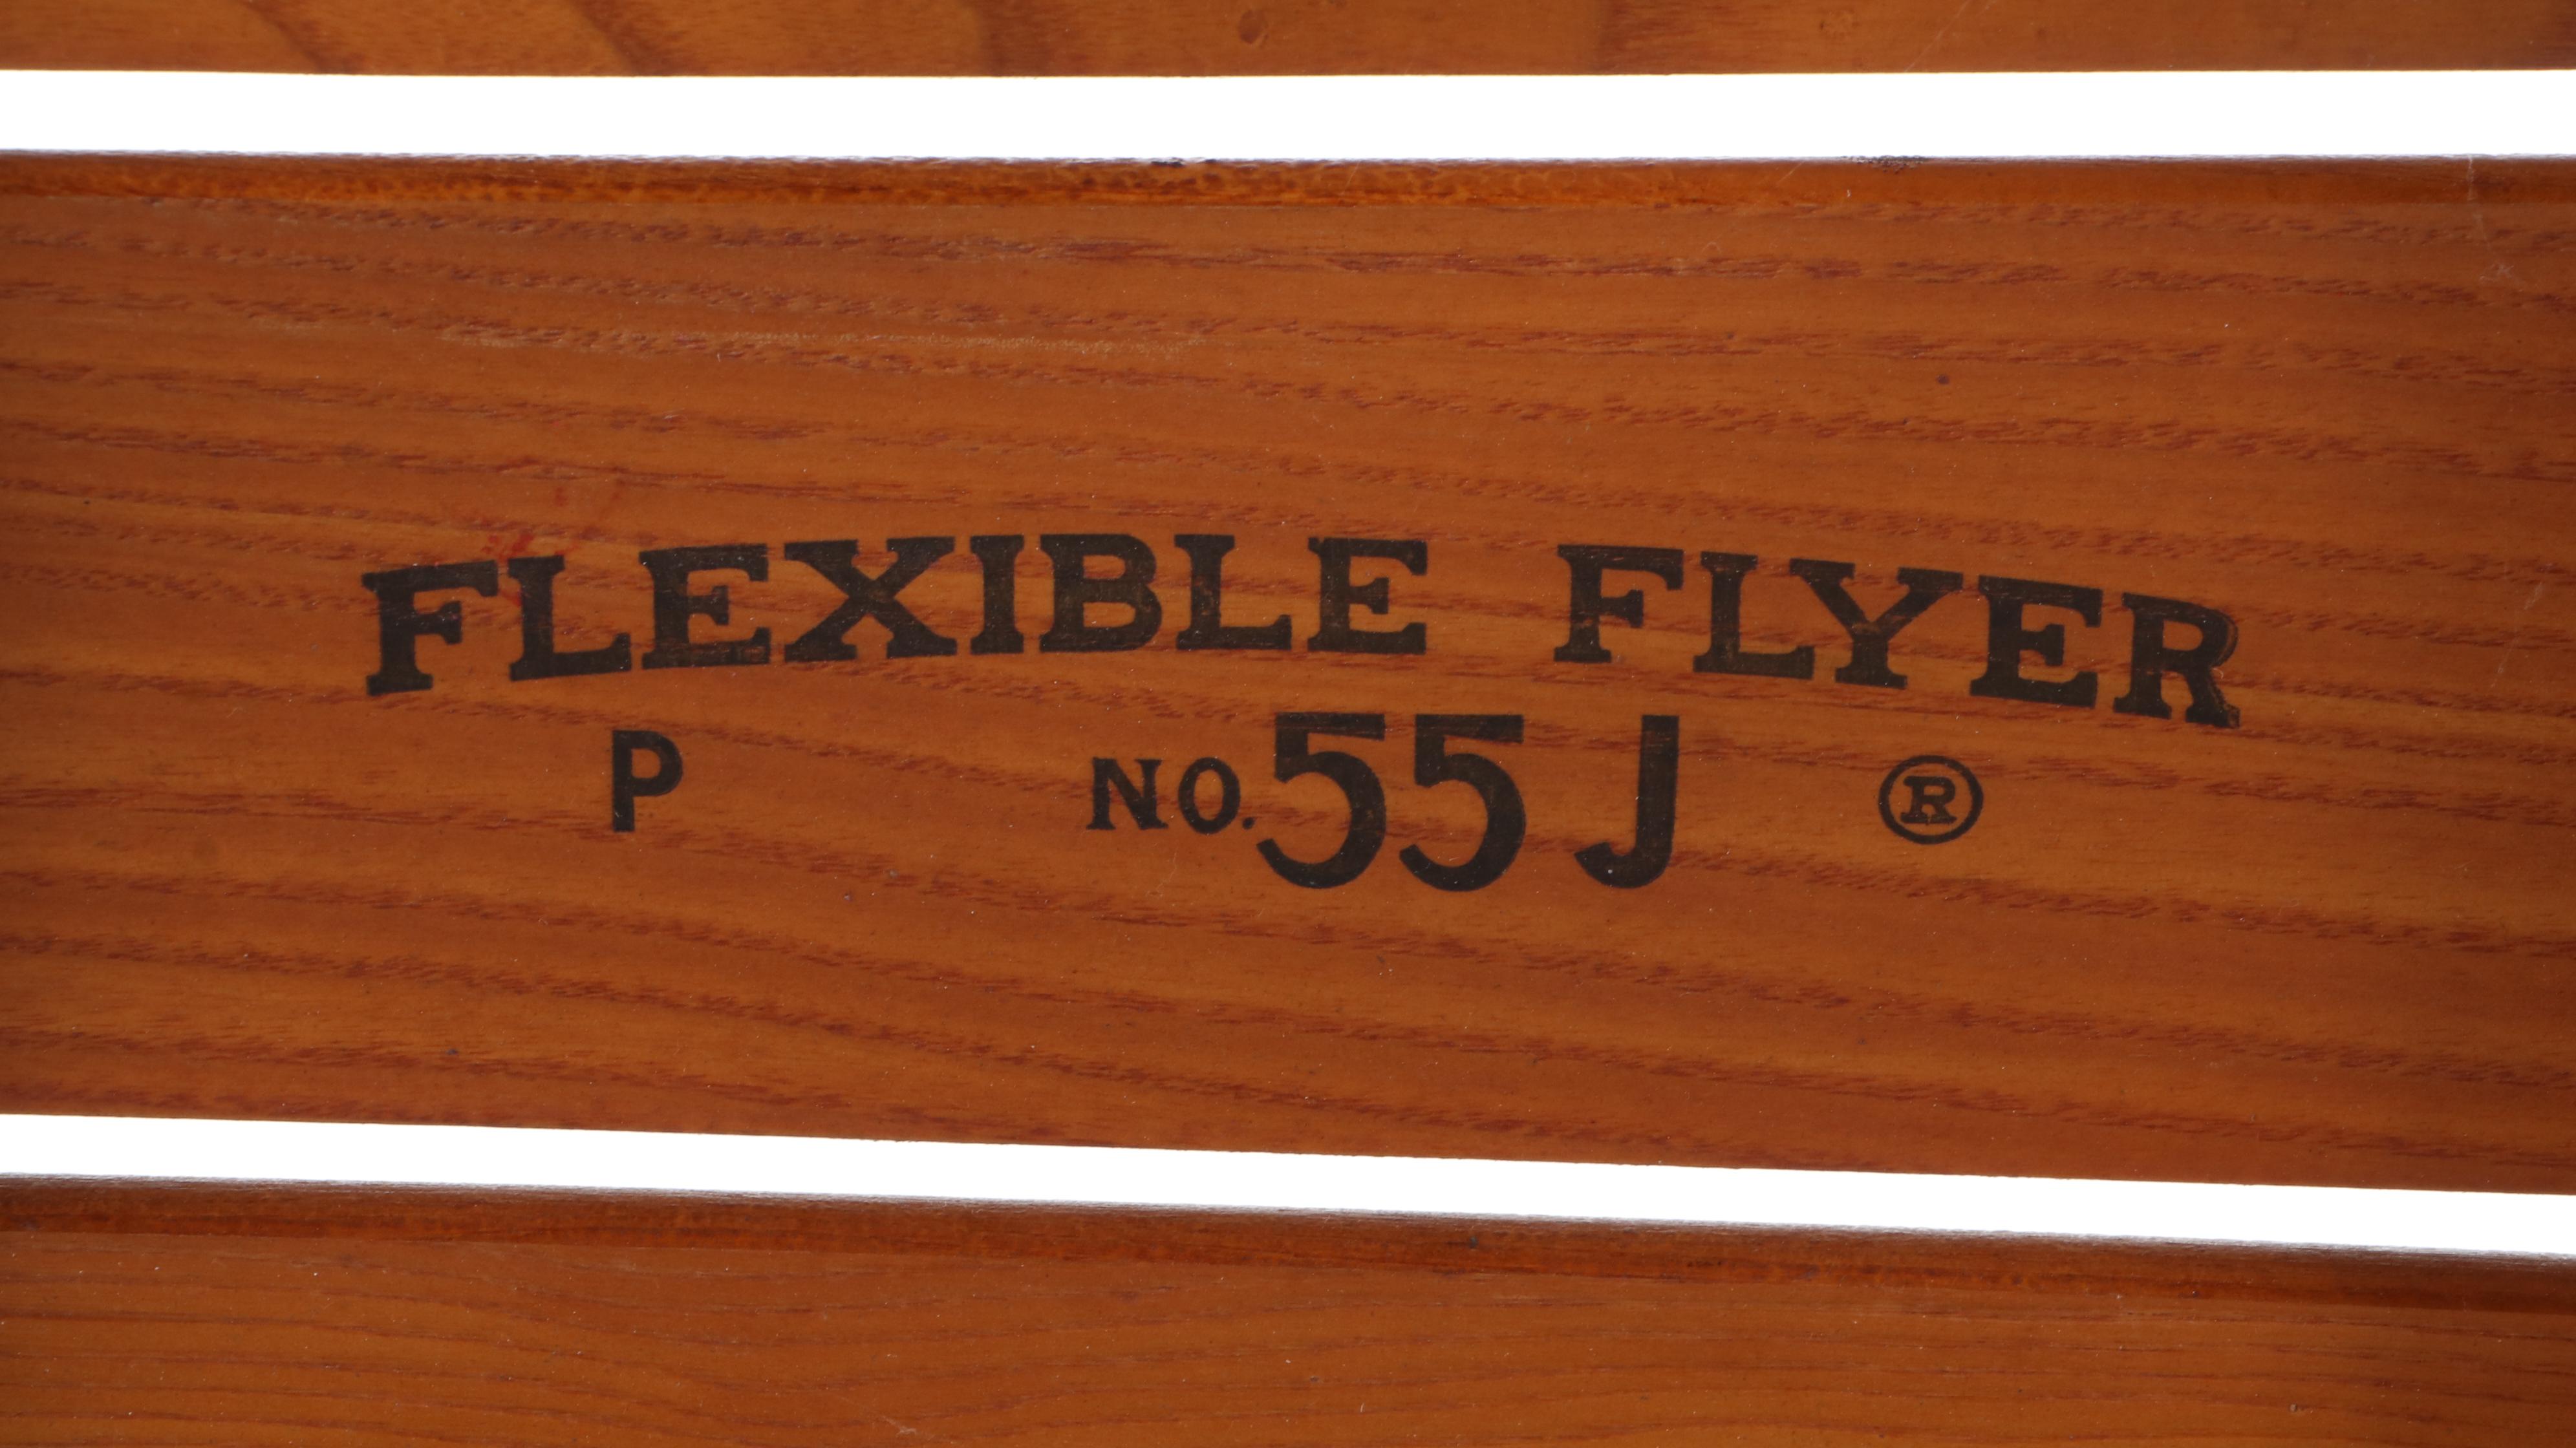 FLEXIBLE FLYER
P NO. 55 J ®